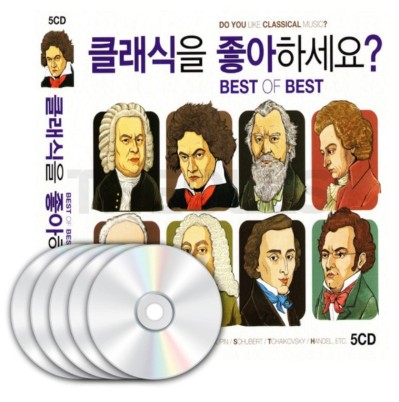 5CD
DO YOU LIKE CLASSICAL MUSIC?
클래식을 좋아하세요?
BEST OF BEST
클래식을 좋아하
BEST OF BES
/ SCHUBERT / TCHAIKOVSKY / HANDEL, ETC.
5CD